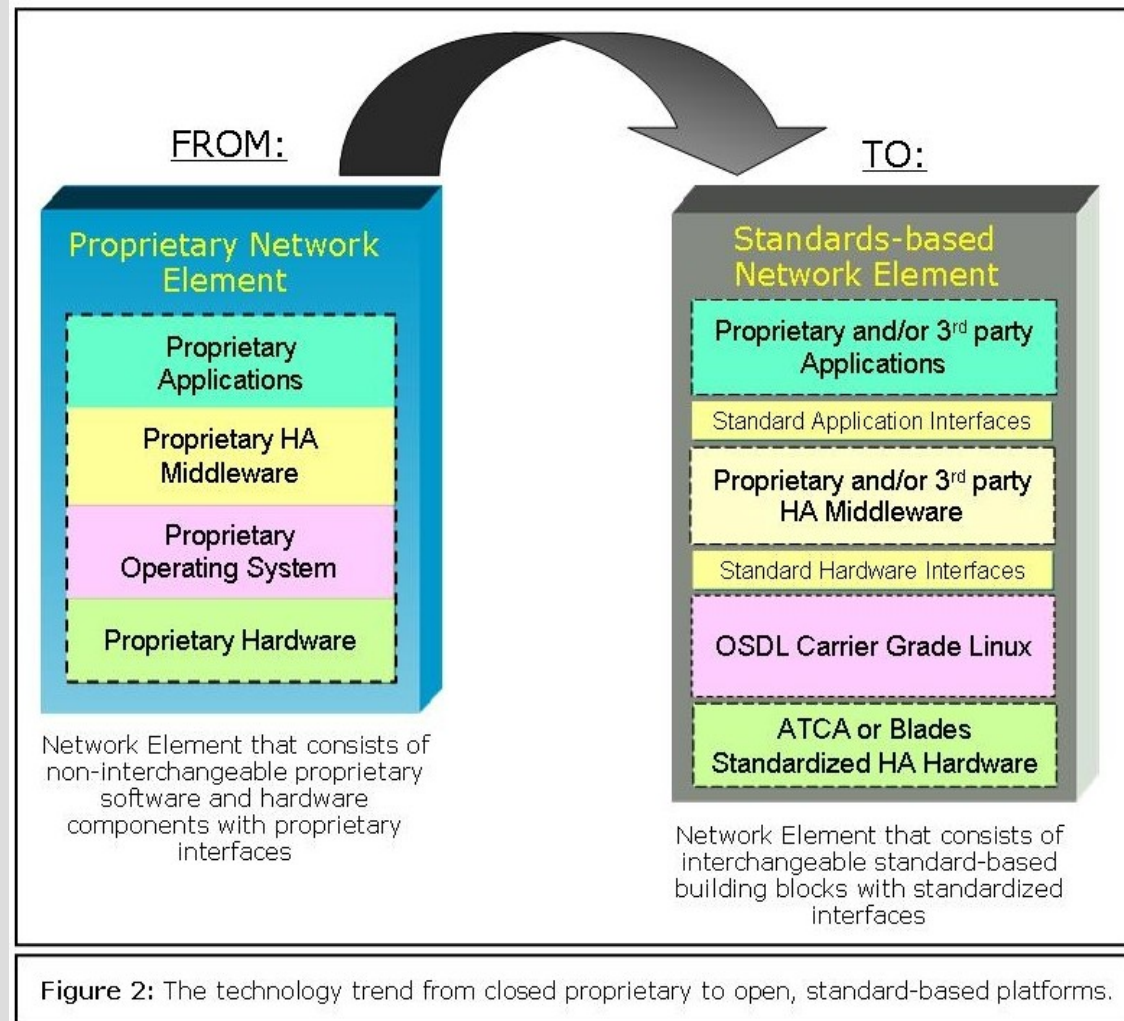 FROM:
TO:
Proprietary Network
Element
Proprietary
Applications
Proprietary HA
Middleware
Proprietary
Operating System
Proprietary Hardware
Network Element that consists of
non-interchangeable proprietary
software and hardware
components with proprietary
interfaces
Standards-based
Network Element
Proprietary and/or 3rd party
Applications
Standard Application Interfaces
Proprietary and/or 3rd party
HA Middleware
Standard Hardware Interfaces
OSDL Carrier Grade Linux
ATCA or Blades
Standardized HA Hardware
Network Element that consists of
interchangeable standard-based
building blocks with standardized
interfaces
Figure 2: The technology trend from closed proprietary to open, standard-based platforms.